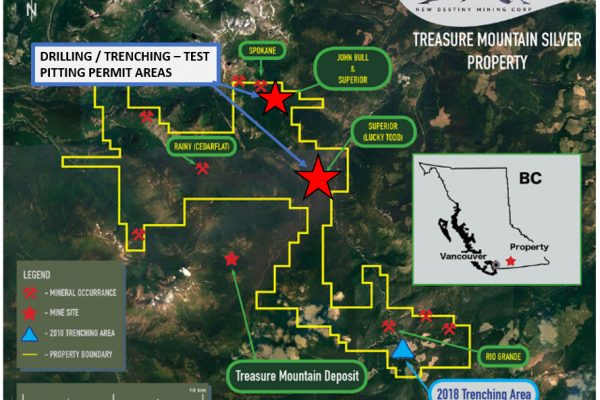 N
NEW DESTINY MINING CORP
TREASURE MOUNTAIN SILVER
PROPERTY
DRILLING / TRENCHING – TEST
PITTING PERMIT AREAS
SPOKANE
JOHN BULL
&
SUPERIOR
SUPERIOR
(LUCKY TODD)
RAINY (CEDARFLAT)
BC
Vancouver
Property
LEGEND
- MINERAL OCCURRANCE
- MINE SITE
- 2018 TRENCHING AREA
- PROPERTY BOUNDARY
10 km
Treasure Mountain Deposit
RIO GRANDE
2018 Trenching Area